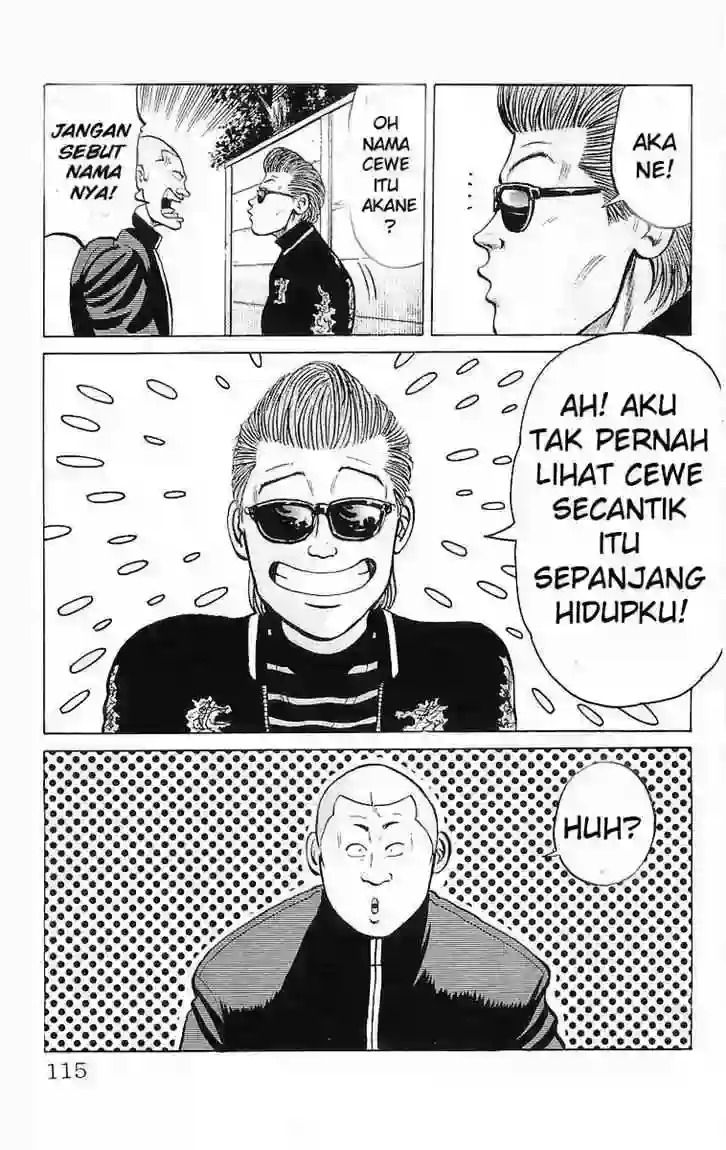 AKA
NE!
OH
NAMA
CEWE
ITU
AKANE
?
JANGAN
SEBUT
NAMA
NYA!
AH! AKU
TAK PERNAH
LIHAT CEWE
SECANTIK
ITU
SEPANJANG
HIDUPKU!
HUH?
115